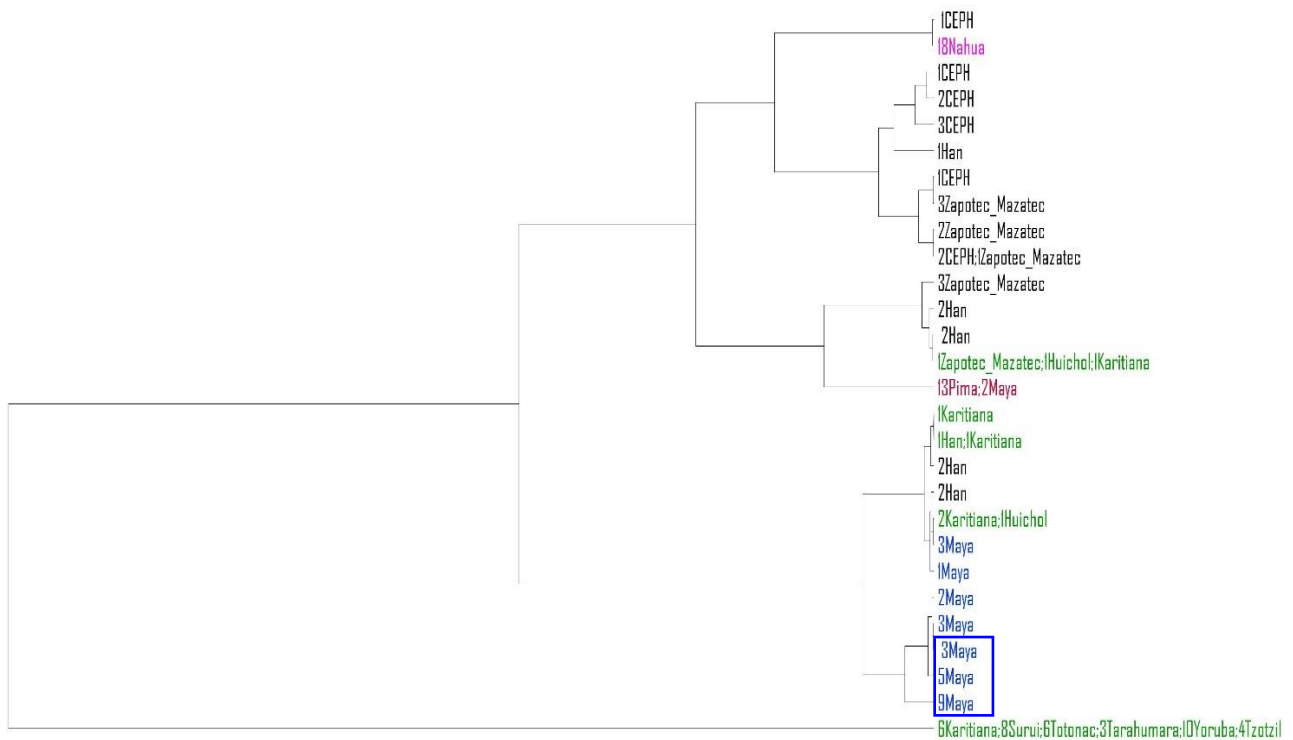 1CEPH
18Nahua
1CEPH
2CEPH
3CEPH
1Han
1CEPH
3Zapotec_Mazatec
2Zapotec_Mazatec
2CEPH;1Zapotec_Mazatec
3Zapotec_Mazatec
2Han
2Han
1Zapotec_Mazatec;1Huichol;1Karitiana
13Pima;2Maya
1Karitiana
1Han;1Karitiana
2Han
2Han
2Karitiana;1Huichol
3Maya
1Maya
2Maya
3Maya
3Maya
5Maya
9Maya
6Karitiana;8Surui;6Totonac;3Tarahumara;10Yoruba;4Tzotzil